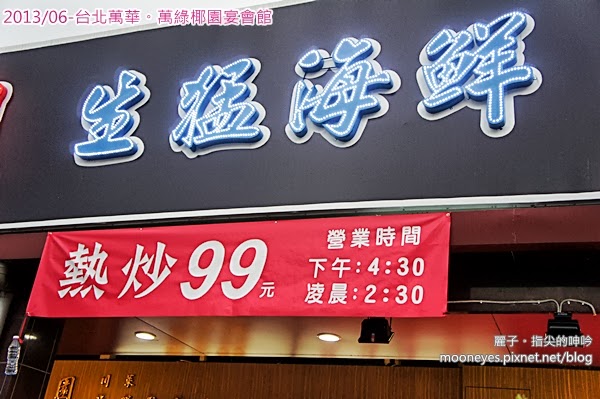 2013/06-台北萬華。萬綠椰園宴會館
生猛海鮮
熱炒99元
營業時間
下午:4:30
凌晨:2:30
川菜
麗子‧指尖的呻吟
mooneyes.pixnet.net/blog